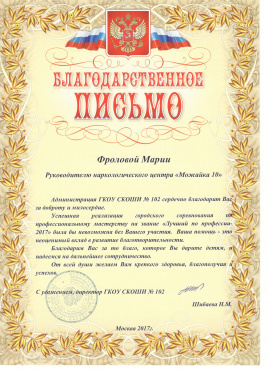 БЛАГОДАРСТВЕННОЕ
ПИСЬМО
Фроловой Марии
Руководителю наркологического центра «Можайка 10»
Администрация ГКОУ СКОШИ № 102 сердечно благодарит Вас
за доброту и милосердие.
Успешная реализация городского соревнования по
профессиональному мастерству на звание «Лучший по профессии-
2017» была бы невозможна без Вашего участия. Ваша помощь - это
неоценимый вклад в развитие благотворительности.
Благодарим Вас за то благо, которое Вы дарите детям, и
надеемся на дальнейшее сотрудничество.
От всей души желаем Вам крепкого здоровья, благополучия и
успехов.
С уважением, директор ГКОУ СКОШИ № 102
Шибаева Н.М.
Москва 2017г.